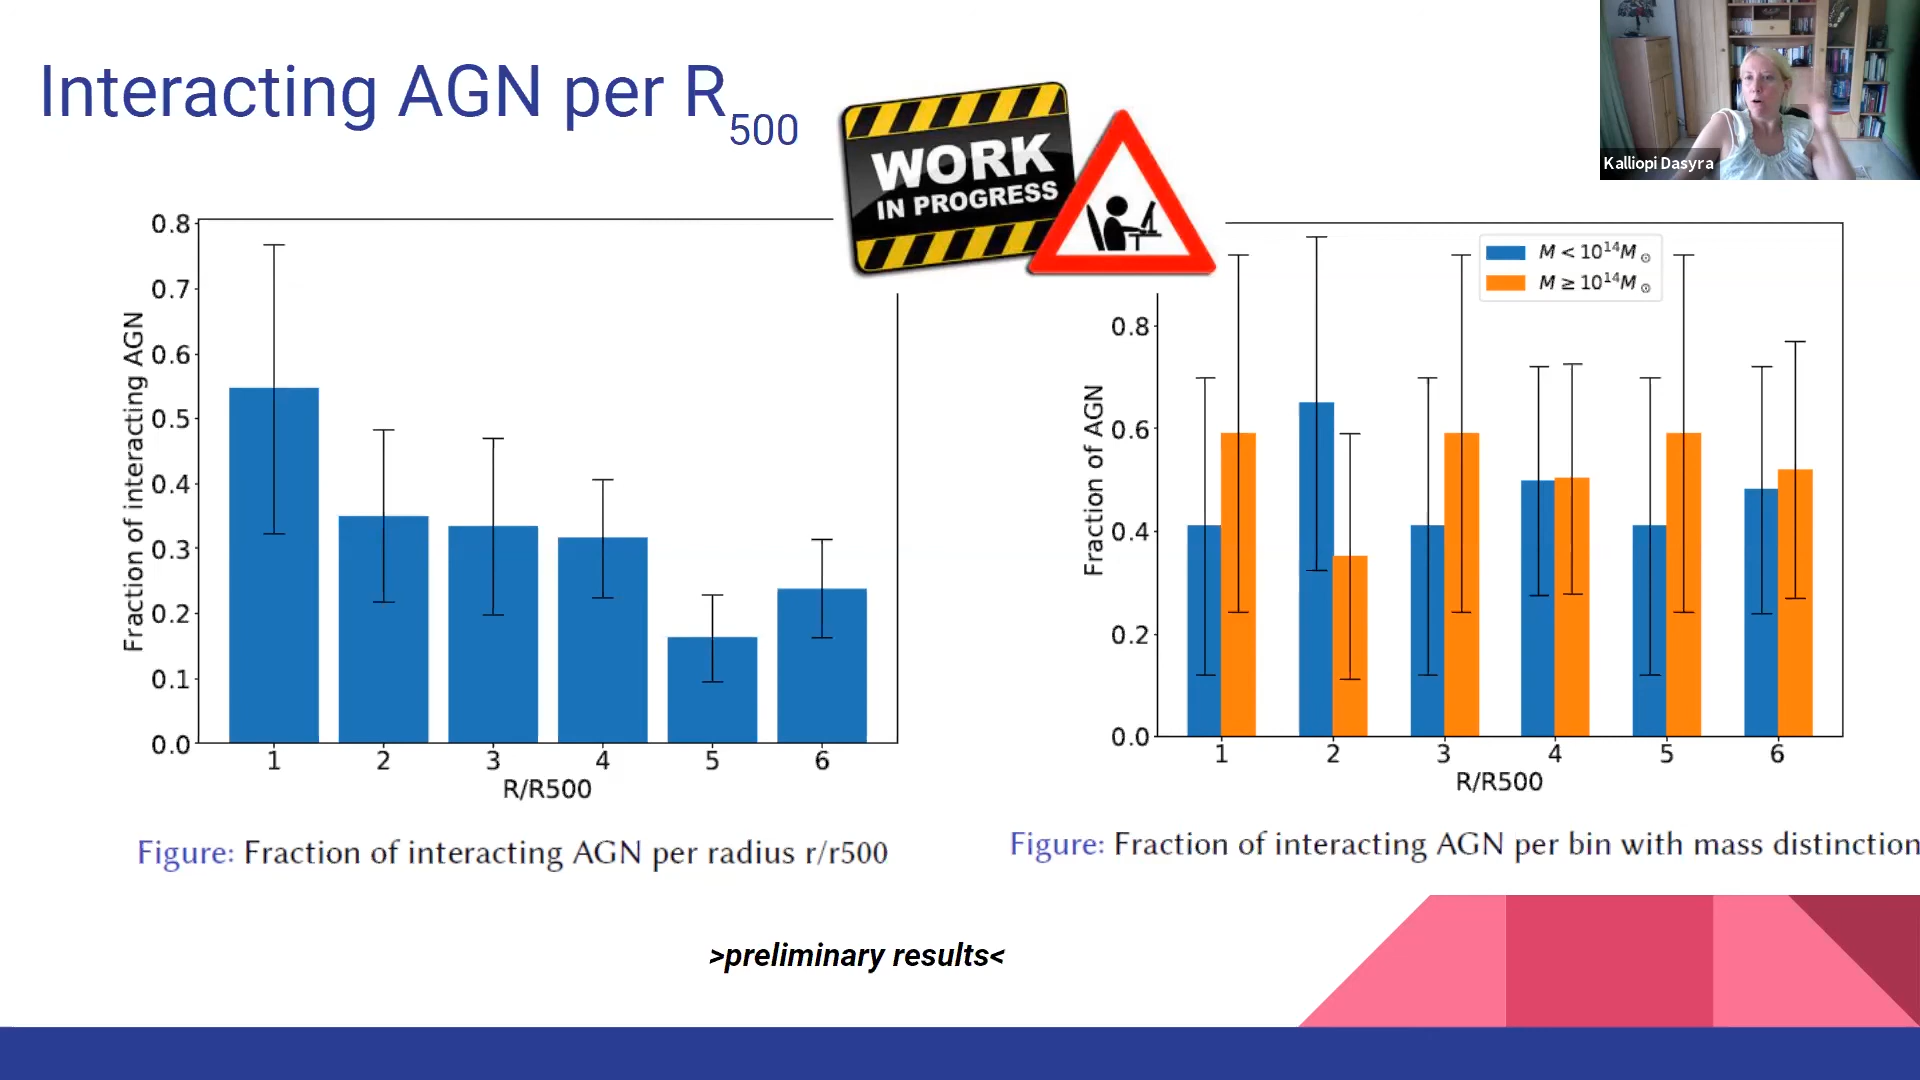 Interacting AGN per R500
WORK
IN PROGRESS
Kalliopi Dasyra
Fraction of interacting AGN
0.8
0.7
0.6
0.5
0.4
0.3
0.2
0.1
0.0
1 2 3 4 5 6
R/R500
Figure: Fraction of interacting AGN per radius r/r500
M < 10¹⁴M⊙
M ≥ 10¹⁴M⊙
Fraction of AGN
0.8
0.6
0.4
0.2
0.0
1 2 3 4 5 6
R/R500
Figure: Fraction of interacting AGN per bin with mass distinction
>preliminary results<